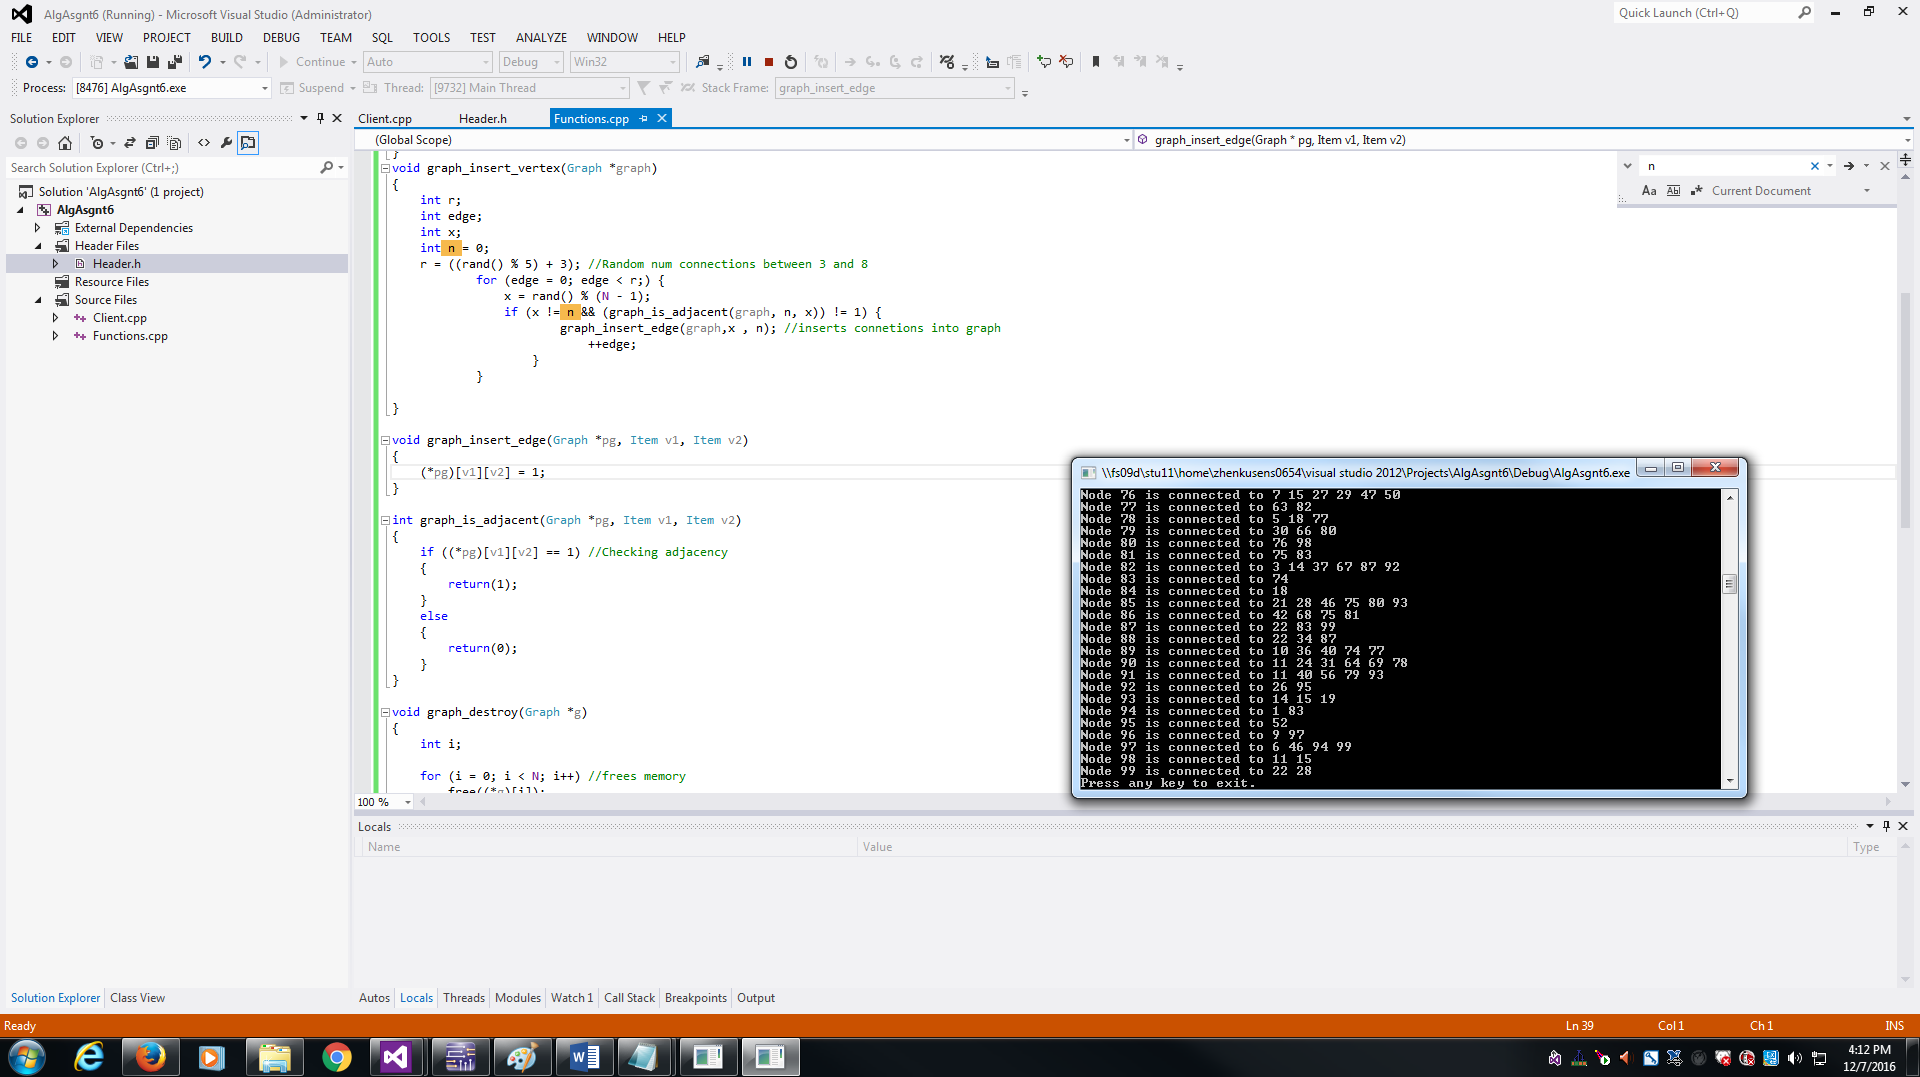 AlgAsgnt6 (Running) - Microsoft Visual Studio (Administrator)
Quick Launch (Ctrl+Q)
FILE EDIT VIEW PROJECT BUILD DEBUG TEAM SQL TOOLS TEST ANALYZE WINDOW HELP
Continue Auto Debug Win32
Process: [8476] AlgAsgnt6.exe Suspend Thread: [9732] Main Thread Stack Frame: graph_insert_edge
Solution Explorer
Search Solution Explorer (Ctrl+;)
Solution 'AlgAsgnt6' (1 project)
AlgAsgnt6
External Dependencies
Header Files
Header.h
Resource Files
Source Files
Client.cpp
Functions.cpp
Solution Explorer Class View
Client.cpp Header.h Functions.cpp
(Global Scope) graph_insert_edge(Graph * pg, Item v1, Item v2)
n
Aa Ab Current Document
}
void graph_insert_vertex(Graph *graph)
{
int r;
int edge;
int x;
int n = 0;
r = ((rand() % 5) + 3); //Random num connections between 3 and 8
for (edge = 0; edge < r;) {
x = rand() % (N - 1);
if (x != n && (graph_is_adjacent(graph, n, x)) != 1) {
graph_insert_edge(graph,x , n); //inserts connetions into graph
++edge;
}
}
}
void graph_insert_edge(Graph *pg, Item v1, Item v2)
{
(*pg)[v1][v2] = 1;
}
int graph_is_adjacent(Graph *pg, Item v1, Item v2)
{
if ((*pg)[v1][v2] == 1) //Checking adjacency
{
return(1);
}
else
{
return(0);
}
}
void graph_destroy(Graph *g)
{
int i;
for (i = 0; i < N; i++) //frees memory
free((*g)[i]);
100 %
\\fs09d\stu11\home\zhenkusens0654\visual studio 2012\Projects\AlgAsgnt6\Debug\AlgAsgnt6.exe
Node 76 is connected to 7 15 27 29 47 50
Node 77 is connected to 63 82
Node 78 is connected to 5 18 77
Node 79 is connected to 30 66 80
Node 80 is connected to 76 98
Node 81 is connected to 75 83
Node 82 is connected to 3 14 37 67 87 92
Node 83 is connected to 74
Node 84 is connected to 18
Node 85 is connected to 21 28 46 75 80 93
Node 86 is connected to 42 68 75 81
Node 87 is connected to 22 83 99
Node 88 is connected to 22 34 87
Node 89 is connected to 10 36 40 74 77
Node 90 is connected to 11 24 31 64 69 78
Node 91 is connected to 11 40 56 79 93
Node 92 is connected to 26 95
Node 93 is connected to 14 15 19
Node 94 is connected to 1 83
Node 95 is connected to 52
Node 96 is connected to 9 97
Node 97 is connected to 6 46 94 99
Node 98 is connected to 11 15
Node 99 is connected to 22 28
Press any key to exit.
Locals
Name Value Type
Autos Locals Threads Modules Watch 1 Call Stack Breakpoints Output
Ready Ln 39 Col 1 Ch 1 INS
4:12 PM
12/7/2016